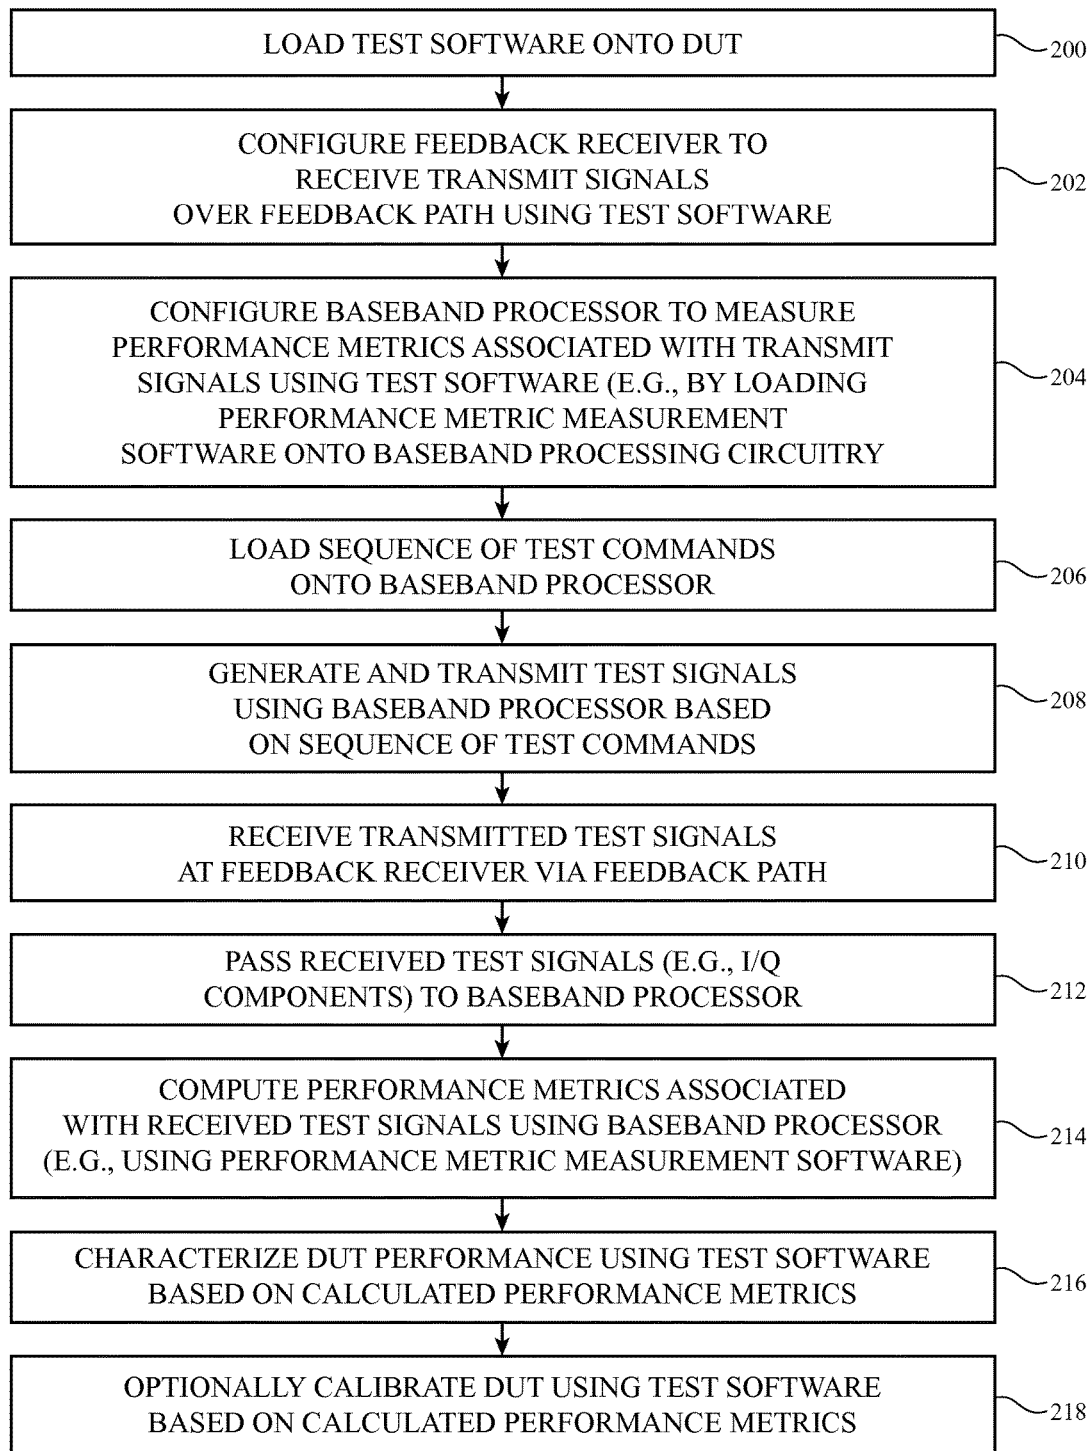 LOAD TEST SOFTWARE ONTO DUT
200
CONFIGURE FEEDBACK RECEIVER TO
RECEIVE TRANSMIT SIGNALS
OVER FEEDBACK PATH USING TEST SOFTWARE
202
CONFIGURE BASEBAND PROCESSOR TO MEASURE
PERFORMANCE METRICS ASSOCIATED WITH TRANSMIT
SIGNALS USING TEST SOFTWARE (E.G., BY LOADING
PERFORMANCE METRIC MEASUREMENT
SOFTWARE ONTO BASEBAND PROCESSING CIRCUITRY
204
LOAD SEQUENCE OF TEST COMMANDS
ONTO BASEBAND PROCESSOR
206
GENERATE AND TRANSMIT TEST SIGNALS
USING BASEBAND PROCESSOR BASED
ON SEQUENCE OF TEST COMMANDS
208
RECEIVE TRANSMITTED TEST SIGNALS
AT FEEDBACK RECEIVER VIA FEEDBACK PATH
210
PASS RECEIVED TEST SIGNALS (E.G., I/Q
COMPONENTS) TO BASEBAND PROCESSOR
212
COMPUTE PERFORMANCE METRICS ASSOCIATED
WITH RECEIVED TEST SIGNALS USING BASEBAND PROCESSOR
(E.G., USING PERFORMANCE METRIC MEASUREMENT SOFTWARE)
214
CHARACTERIZE DUT PERFORMANCE USING TEST SOFTWARE
BASED ON CALCULATED PERFORMANCE METRICS
216
OPTIONALLY CALIBRATE DUT USING TEST SOFTWARE
BASED ON CALCULATED PERFORMANCE METRICS
218